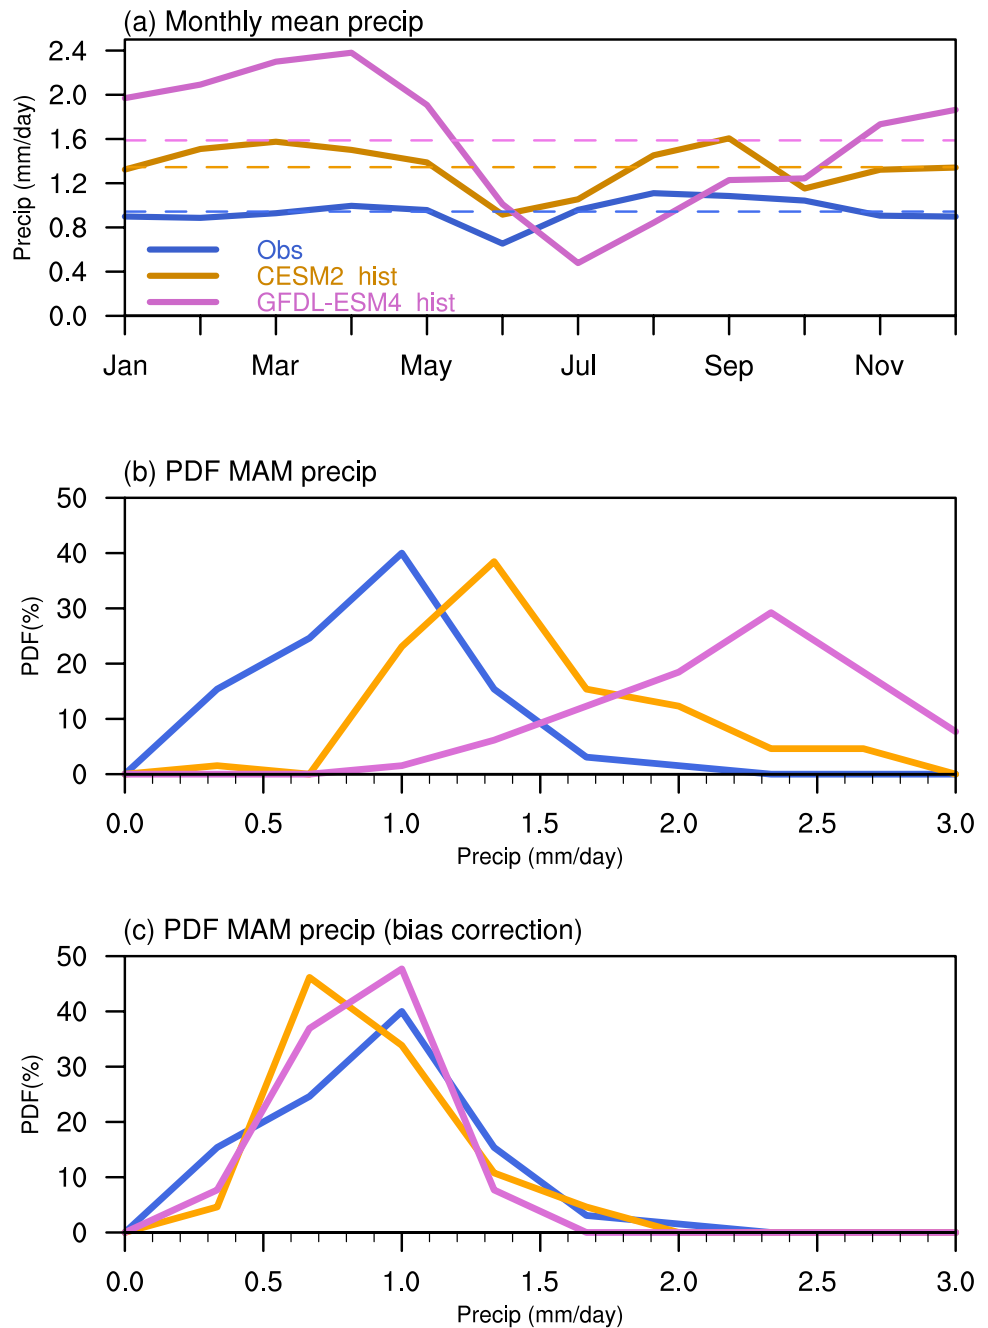 (a) Monthly mean precip
Precip (mm/day)
2.4
2.0
1.6
1.2
0.8
0.4
0.0
Obs
CESM2 hist
GFDL-ESM4 hist
Jan Mar May Jul Sep Nov
(b) PDF MAM precip
PDF(%)
50
40
30
20
10
0
0.0 0.5 1.0 1.5 2.0 2.5 3.0
Precip (mm/day)
(c) PDF MAM precip (bias correction)
PDF(%)
50
40
30
20
10
0
0.0 0.5 1.0 1.5 2.0 2.5 3.0
Precip (mm/day)